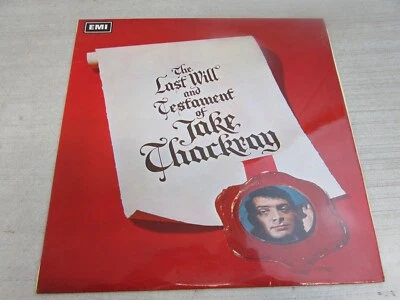 EMI
The
Last Will
and
Testament
of
Jake
Thackray